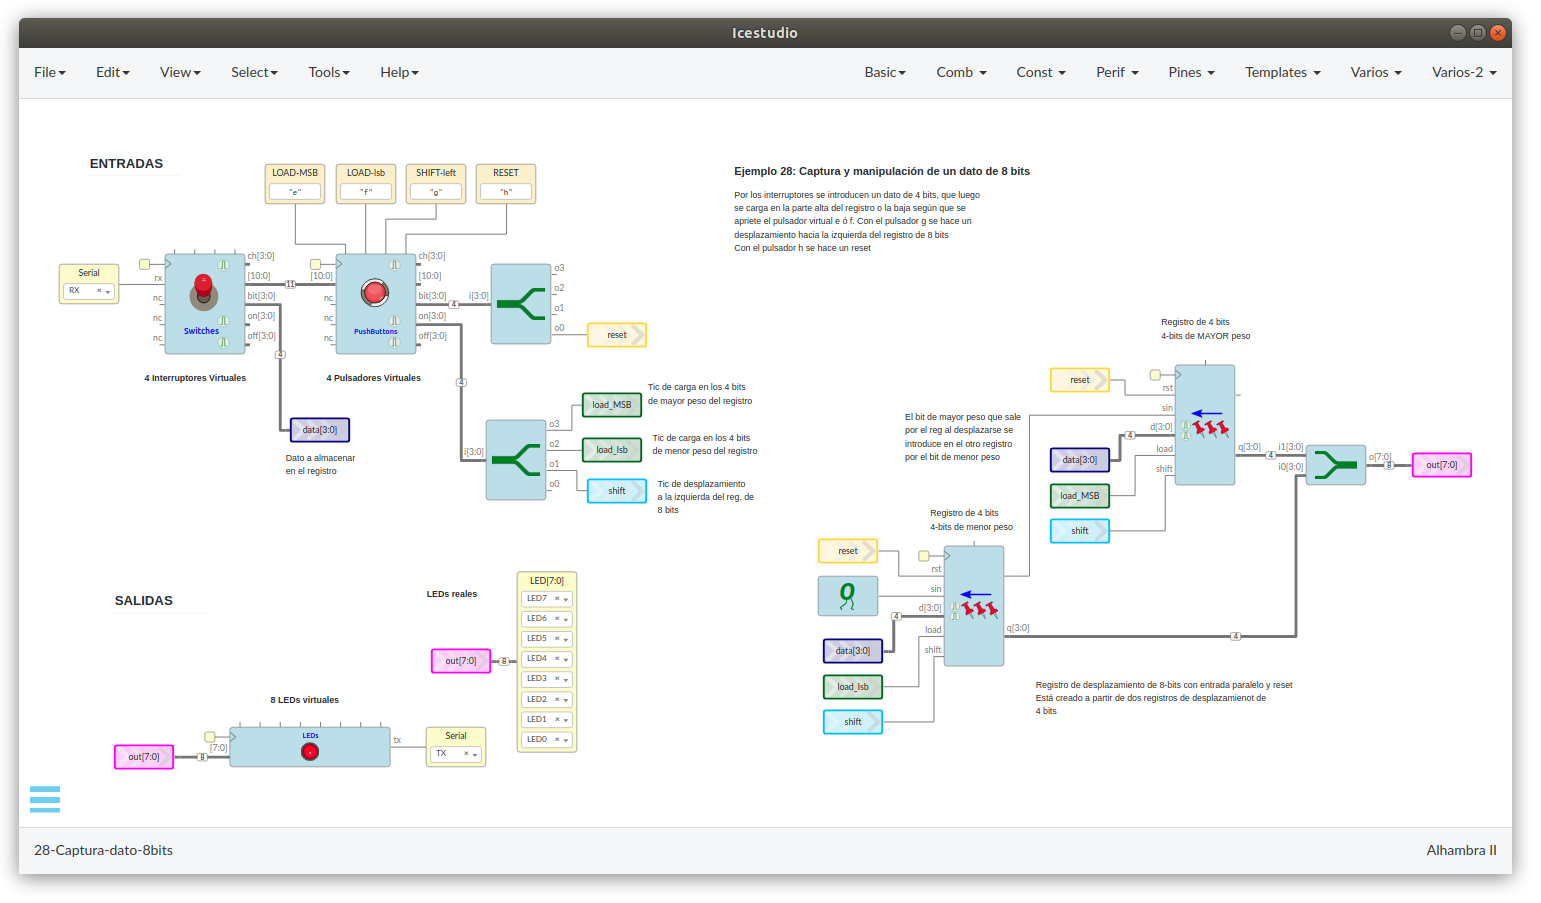 Icestudio
File Edit View Select Tools Help Basic Comb Const Perif Pines Templates Varios Varios-2
ENTRADAS
LOAD-MSB
"e"
LOAD-lsb
"f"
SHIFT-left
"g"
RESET
"h"
Serial
RX
rx
nc
nc
nc
Switches
ch[3:0]
[10:0]
bit[3:0]
on[3:0]
off[3:0]
11
4
4 Interruptores Virtuales
[10:0]
nc
nc
nc
PushButtons
ch[3:0]
[10:0]
bit[3:0]
on[3:0]
off[3:0]
4
4
4 Pulsadores Virtuales
i[3:0]
o3
o2
o1
o0
reset
data[3:0]
Dato a almacenar
en el registro
i[3:0]
o3
o2
o1
o0
load_MSB
Tic de carga en los 4 bits
de mayor peso del registro
load_lsb
Tic de carga en los 4 bits
de menor peso del registro
shift
Tic de desplazamiento
a la izquierda del reg. de
8 bits
Ejemplo 28: Captura y manipulación de un dato de 8 bits
Por los interruptores se introducen un dato de 4 bits, que luego
se carga en la parte alta del registro o la baja según que se
apriete el pulsador virtual e ó f. Con el pulsador g se hace un
desplazamiento hacia la izquierda del registro de 8 bits
Con el pulsador h se hace un reset
Registro de 4 bits
4-bits de MAYOR peso
reset
rst
sin
d[3:0]
load
shift
data[3:0]
4
load_MSB
shift
q[3:0]
4
i1[3:0]
i0[3:0]
o[7:0]
8
out[7:0]
El bit de mayor peso que sale
por el reg al desplazarse se
introduce en el otro registro
por el bit de menor peso
Registro de 4 bits
4-bits de menor peso
reset
0
rst
sin
d[3:0]
load
shift
data[3:0]
4
load_lsb
shift
q[3:0]
4
Registro de desplazamiento de 8-bits con entrada paralelo y reset
Está creado a partir de dos registros de desplazamienot de
4 bits
SALIDAS
LEDs reales
out[7:0]
8
LED[7:0]
LED7
LED6
LED5
LED4
LED3
LED2
LED1
LED0
8 LEDs virtuales
out[7:0]
8
[7:0]
LEDs
tx
Serial
TX
28-Captura-dato-8bits
Alhambra II